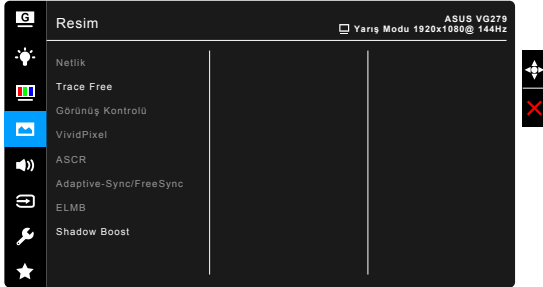 G
Resim
ASUS VG279
Yarış Modu 1920x1080@ 144Hz
Netlik
Trace Free
Görünüş Kontrolü
VividPixel
ASCR
Adaptive-Sync/FreeSync
ELMB
Shadow Boost